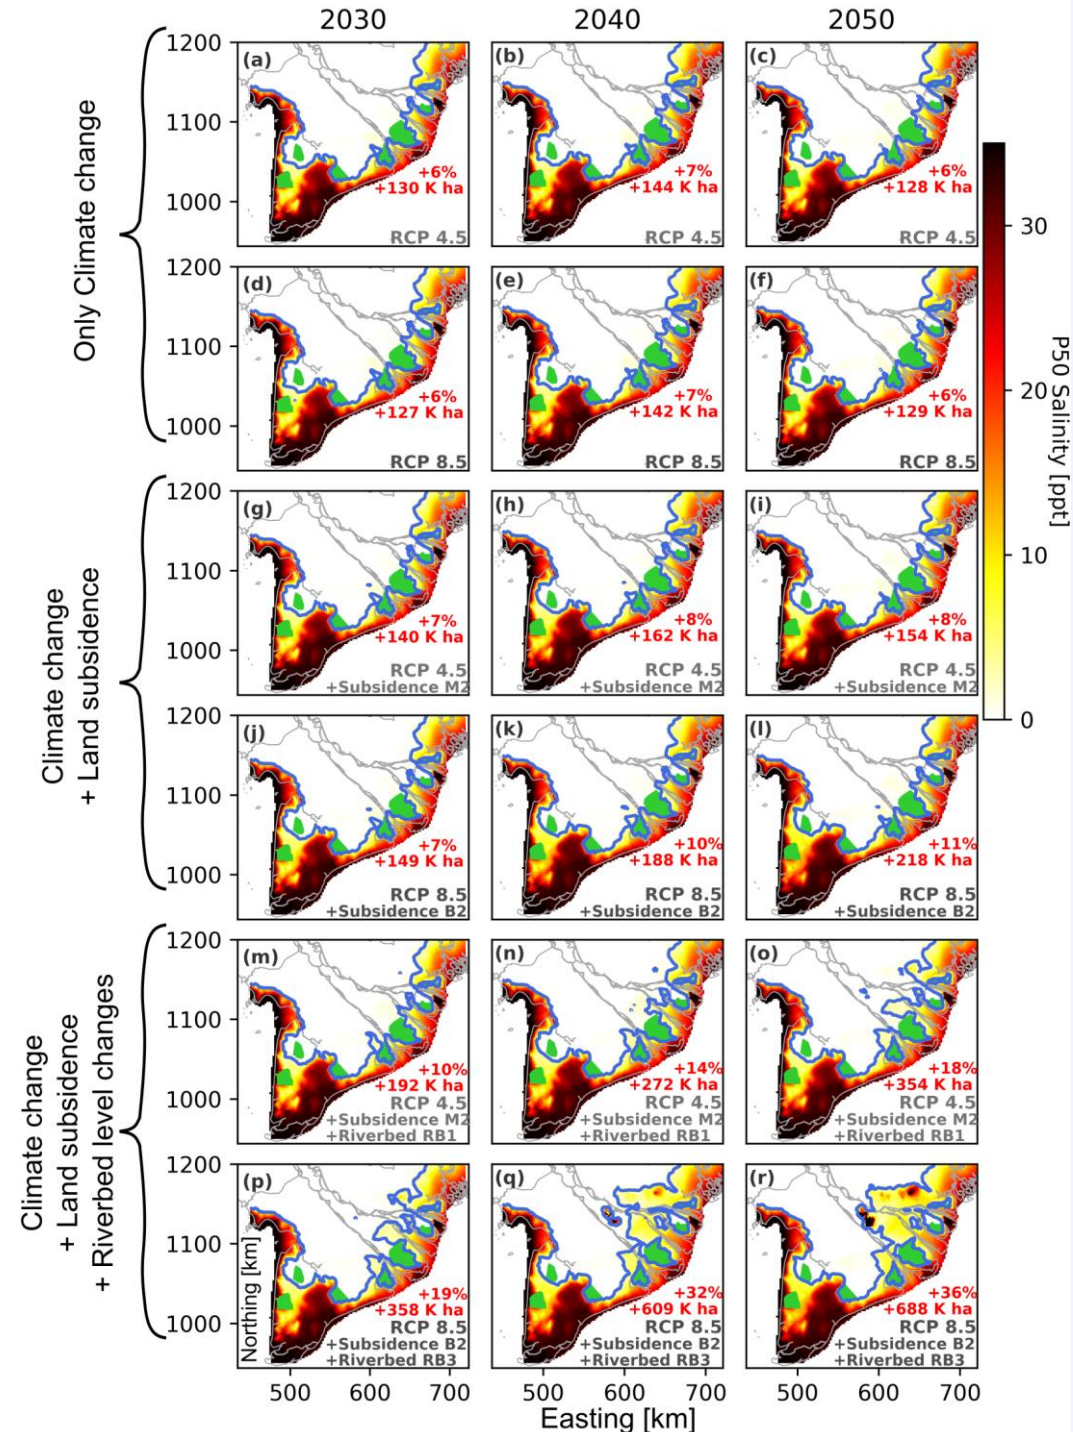 2030 2040 2050
Only Climate change
1200
1100
1000
(a)
+6%
+130 K ha
RCP 4.5
(b)
+7%
+144 K ha
RCP 4.5
(c)
+6%
+128 K ha
RCP 4.5
1200
1100
1000
(d)
+6%
+127 K ha
RCP 8.5
(e)
+7%
+142 K ha
RCP 8.5
(f)
+6%
+129 K ha
RCP 8.5
Climate change
+ Land subsidence
1200
1100
1000
(g)
+7%
+140 K ha
RCP 4.5
+Subsidence M2
(h)
+8%
+162 K ha
RCP 4.5
+Subsidence M2
(i)
+8%
+154 K ha
RCP 4.5
+Subsidence M2
1200
1100
1000
(j)
+7%
+149 K ha
RCP 8.5
+Subsidence B2
(k)
+10%
+188 K ha
RCP 8.5
+Subsidence B2
(l)
+11%
+218 K ha
RCP 8.5
+Subsidence B2
Climate change
+ Land subsidence
+ Riverbed level changes
1200
1100
1000
(m)
+10%
+192 K ha
RCP 4.5
+Subsidence M2
+Riverbed RB1
(n)
+14%
+272 K ha
RCP 4.5
+Subsidence M2
+Riverbed RB1
(o)
+18%
+354 K ha
RCP 4.5
+Subsidence M2
+Riverbed RB1
1200
1100
1000
Northing [km]
(p)
+19%
+358 K ha
RCP 8.5
+Subsidence B2
+Riverbed RB3
(q)
+32%
+609 K ha
RCP 8.5
+Subsidence B2
+Riverbed RB3
(r)
+36%
+688 K ha
RCP 8.5
+Subsidence B2
+Riverbed RB3
500 600 700 500 600 700 500 600 700
Easting [km]
30
20
10
0
P50 Salinity [ppt]